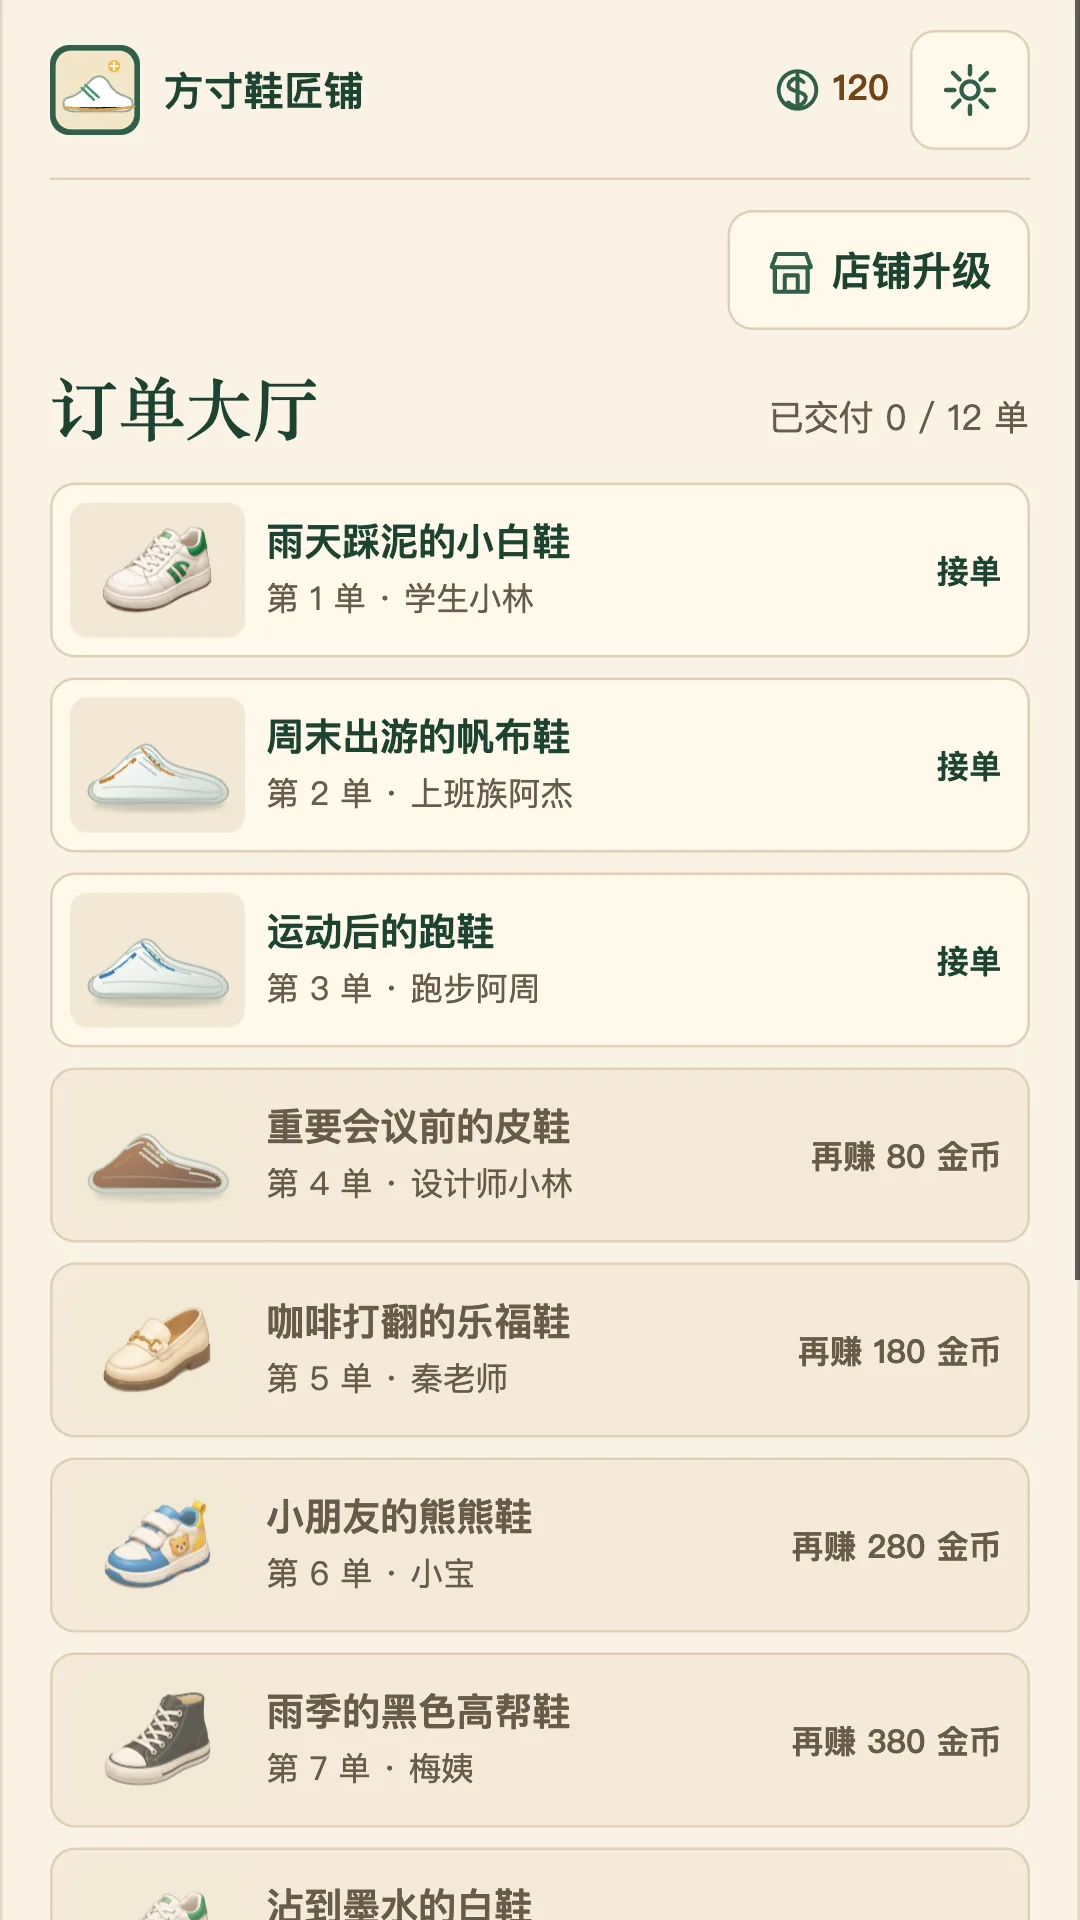 方寸鞋匠铺
120
店铺升级
订单大厅
已交付 0 / 12 单
雨天踩泥的小白鞋
第 1 单 · 学生小林
接单
周末出游的帆布鞋
第 2 单 · 上班族阿杰
接单
运动后的跑鞋
第 3 单 · 跑步阿周
接单
重要会议前的皮鞋
第 4 单 · 设计师小林
再赚 80 金币
咖啡打翻的乐福鞋
第 5 单 · 秦老师
再赚 180 金币
小朋友的熊熊鞋
第 6 单 · 小宝
再赚 280 金币
雨季的黑色高帮鞋
第 7 单 · 梅姨
再赚 380 金币
沾到墨水的白鞋